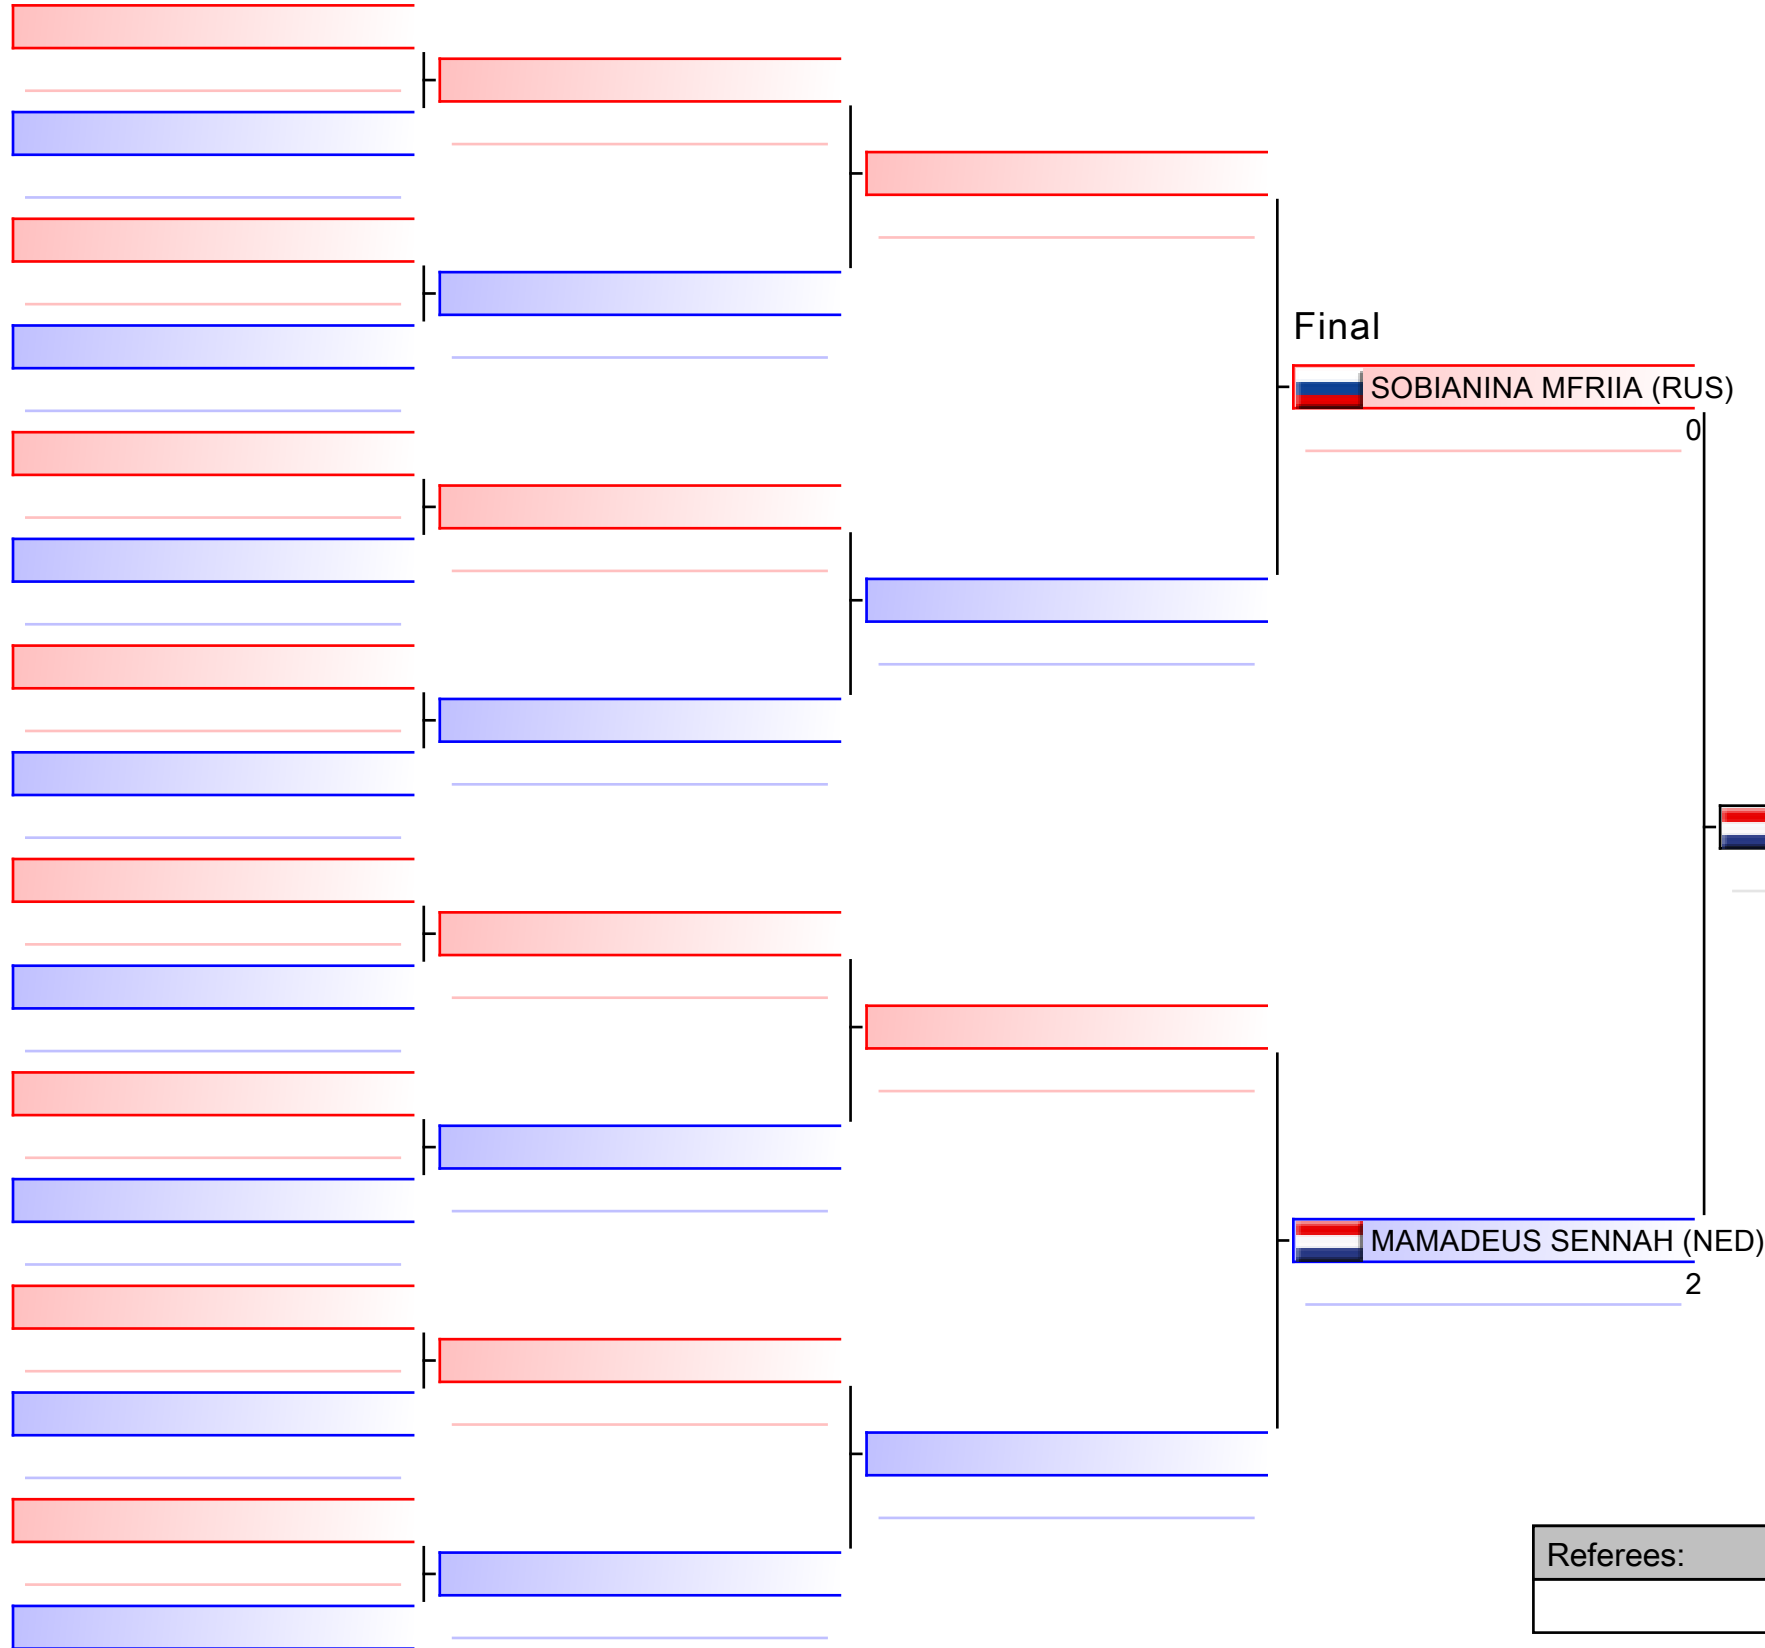 Final
SOBIANINA MFRIIA (RUS)
0
MAMADEUS SENNAH (NED)
2
Referees: